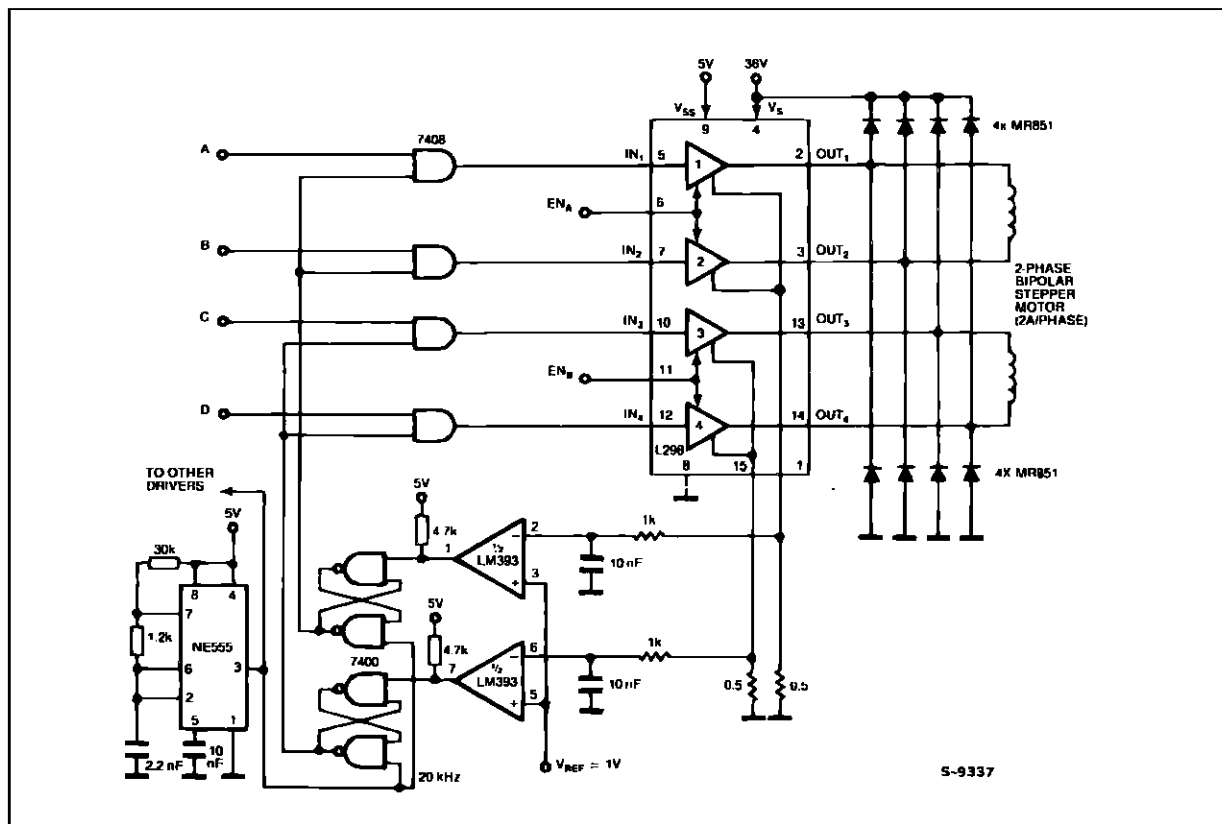 5V
36V
V_SS
V_S
9
4
4x MR851
7408
A
IN₁
5
1
2
OUT₁
EN_A
6
B
IN₂
7
2
3
OUT₂
2-PHASE
BIPOLAR
STEPPER
MOTOR
(2A/PHASE)
C
IN₃
10
3
13
OUT₃
EN_B
11
D
IN₄
12
4
14
OUT₄
L298
8
15
1
4X MR851
TO OTHER
DRIVERS
5V
30k
8
4
7
1.2k
NE555
6
3
2
5
1
2.2 nF
10
nF
5V
4.7k
1
½
LM393
2
3
1k
10 nF
5V
4.7k
7400
7
½
LM393
6
5
1k
10 nF
0.5
0.5
20 kHz
V_REF = 1V
S-9337